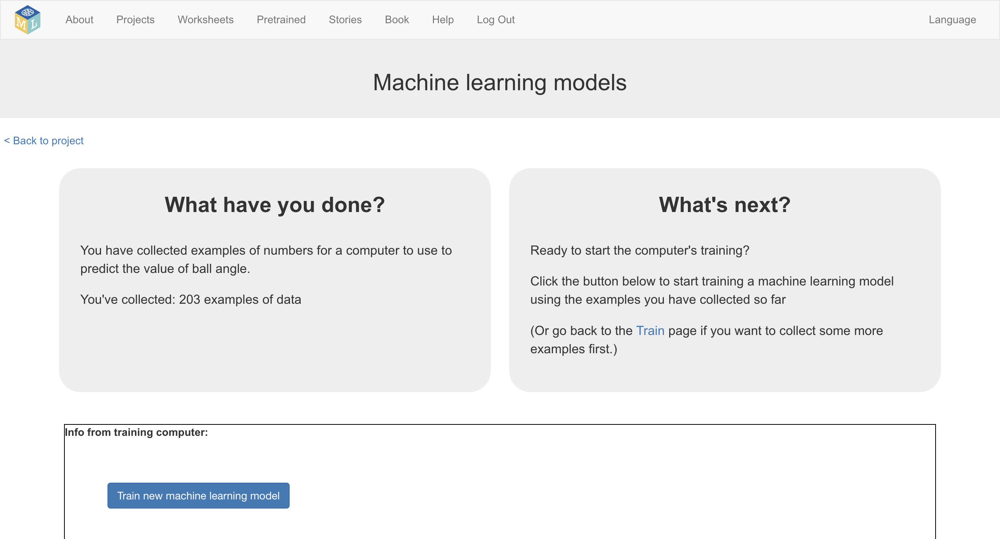 M L
About Projects Worksheets Pretrained Stories Book Help Log Out Language
Machine learning models
< Back to project
What have you done?
You have collected examples of numbers for a computer to use to
predict the value of ball angle.
You've collected: 203 examples of data
What's next?
Ready to start the computer's training?
Click the button below to start training a machine learning model
using the examples you have collected so far
(Or go back to the Train page if you want to collect some more
examples first.)
Info from training computer:
Train new machine learning model